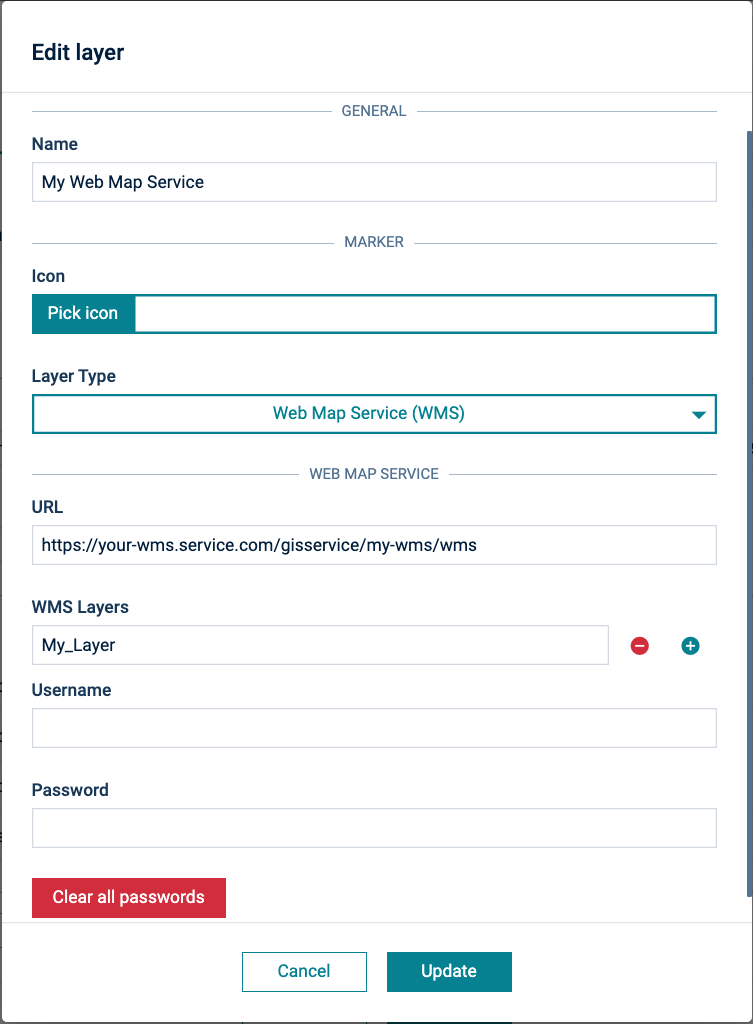 Edit layer
GENERAL
Name
My Web Map Service
MARKER
Icon
Pick icon
Layer Type
Web Map Service (WMS)
WEB MAP SERVICE
URL
https://your-wms.service.com/gisservice/my-wms/wms
WMS Layers
My_Layer
Username
Password
Clear all passwords
Cancel Update